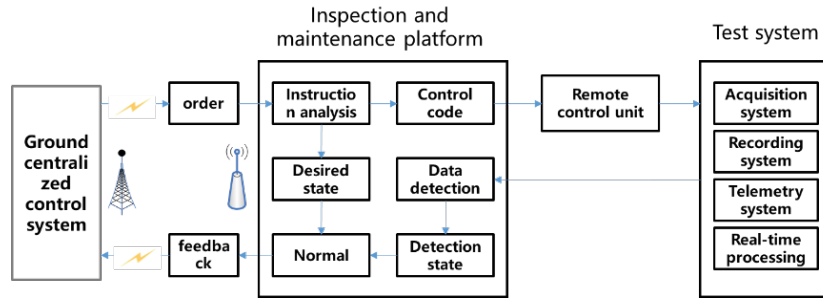 Inspection and
maintenance platform
Test system
order
Instructio
n analysis
Control
code
Remote
control unit
Acquisition
system
Ground
centrali
zed
control
system
Recording
system
Desired
state
Data
detection
Telemetry
system
feedba
ck
Normal
Detection
state
Real-time
processing